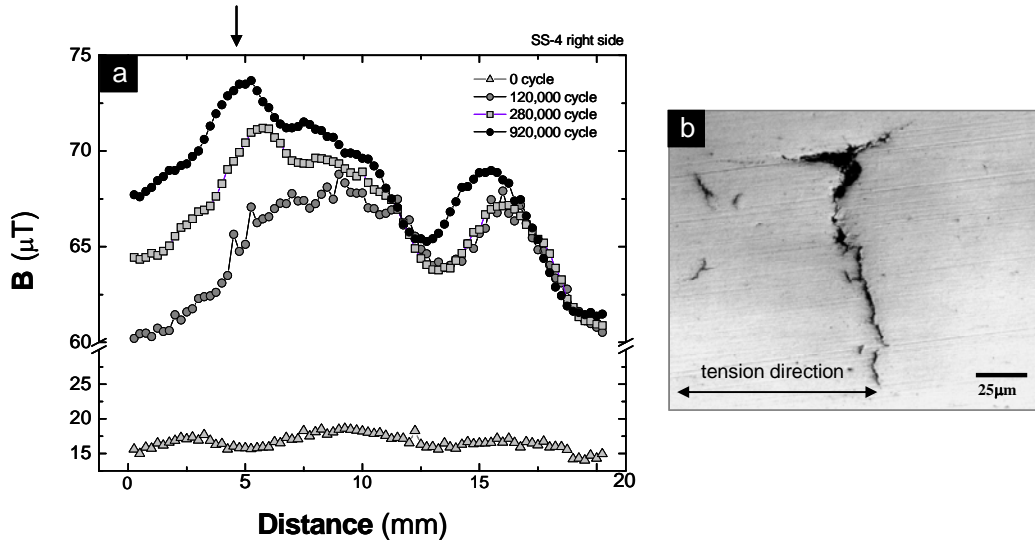 SS-4 right side
a
75
70
65
60
25
20
15
B (μT)
0 cycle
120,000 cycle
280,000 cycle
920,000 cycle
0
5
10
15
20
Distance (mm)
b
tension direction
25μm